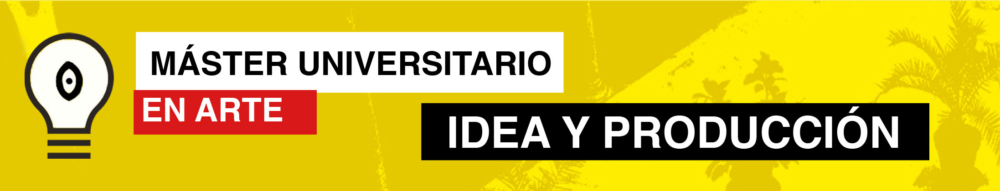 MÁSTER UNIVERSITARIO
EN ARTE
IDEA Y PRODUCCIÓN